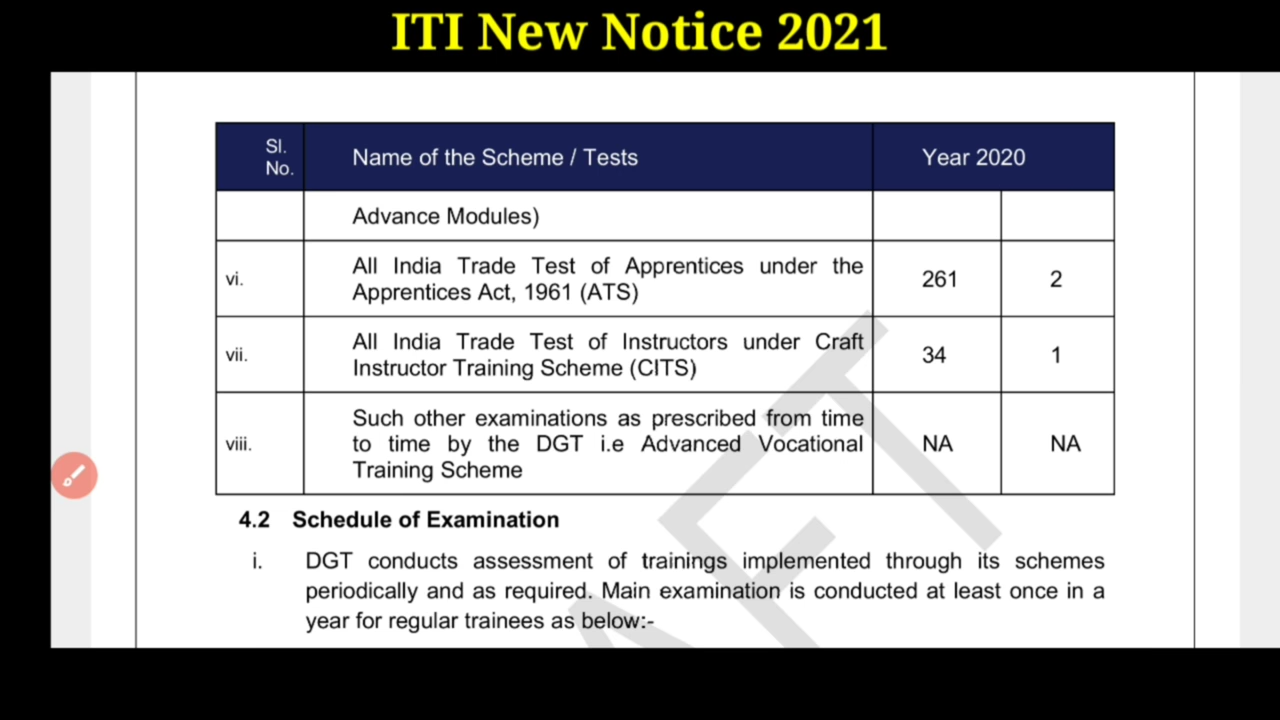 ITI New Notice 2021
Sl.
No.
Name of the Scheme / Tests
Year 2020
Advance Modules)
vi.
All India Trade Test of Apprentices under the
Apprentices Act, 1961 (ATS)
261
2
vii.
All India Trade Test of Instructors under Craft
Instructor Training Scheme (CITS)
34
1
viii.
Such other examinations as prescribed from time
to time by the DGT i.e Advanced Vocational
Training Scheme
NA
NA
4.2 Schedule of Examination
i. DGT conducts assessment of trainings implemented through its schemes
periodically and as required. Main examination is conducted at least once in a
year for regular trainees as below:-